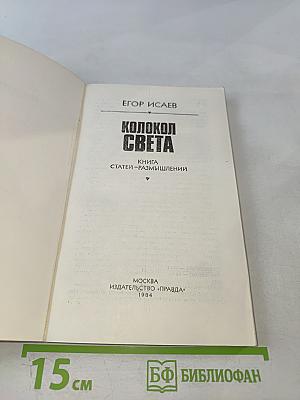 ЕГОР ИСАЕВ
КОЛОКОЛ
СВЕТА
КНИГА
СТАТЕЙ-РАЗМЫШЛЕНИЙ
МОСКВА
ИЗДАТЕЛЬСТВО «ПРАВДА»
1984
15 см
БФ БИБЛИОФАН